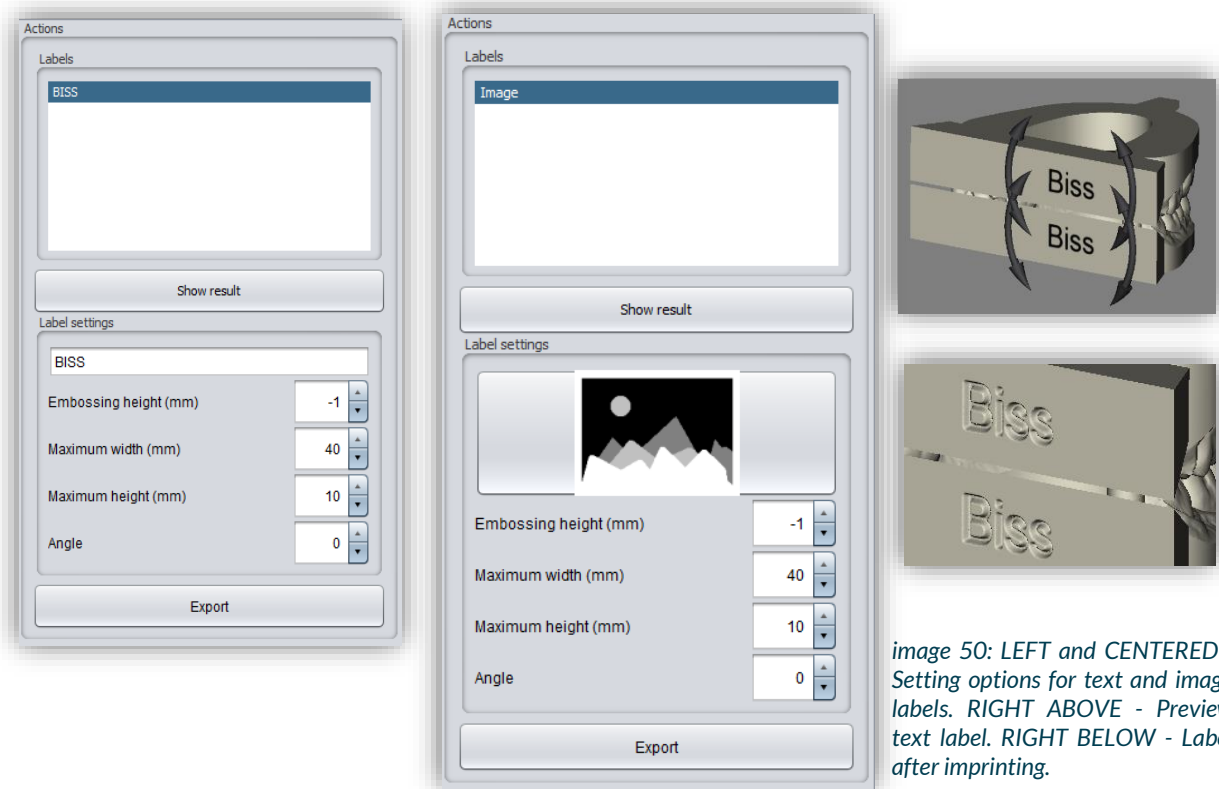 Actions
Labels
BISS
Show result
Label settings
BISS
Embossing height (mm) -1
Maximum width (mm) 40
Maximum height (mm) 10
Angle 0
Export
Actions
Labels
Image
Show result
Label settings
Embossing height (mm) -1
Maximum width (mm) 40
Maximum height (mm) 10
Angle 0
Export
Biss
Biss
Biss
Biss
image 50: LEFT and CENTERED
Setting options for text and imag
labels. RIGHT ABOVE - Preview
text label. RIGHT BELOW - Labe
after imprinting.